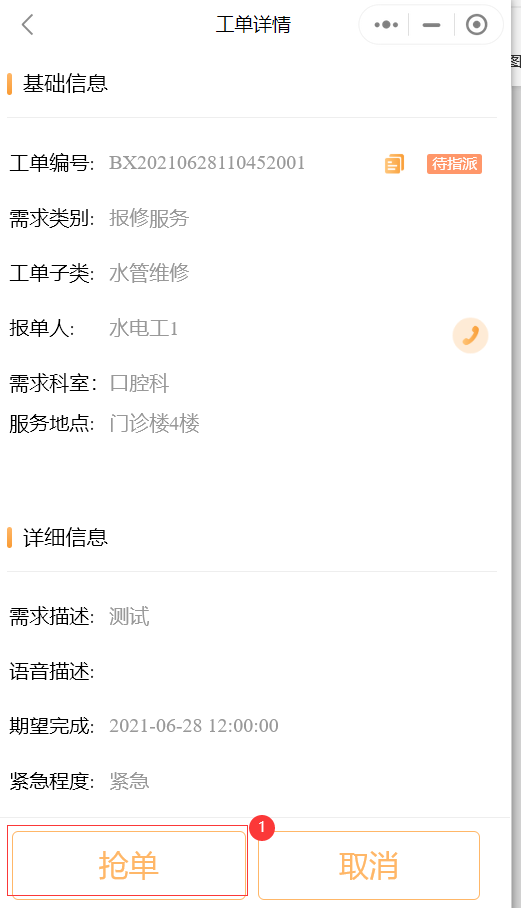 工单详情
图
基础信息
工单编号: BX20210628110452001 待指派
需求类别: 报修服务
工单子类: 水管维修
报单人: 水电工1
需求科室: 口腔科
服务地点: 门诊楼4楼
详细信息
需求描述: 测试
语音描述:
期望完成: 2021-06-28 12:00:00
紧急程度: 紧急
1
抢单 取消